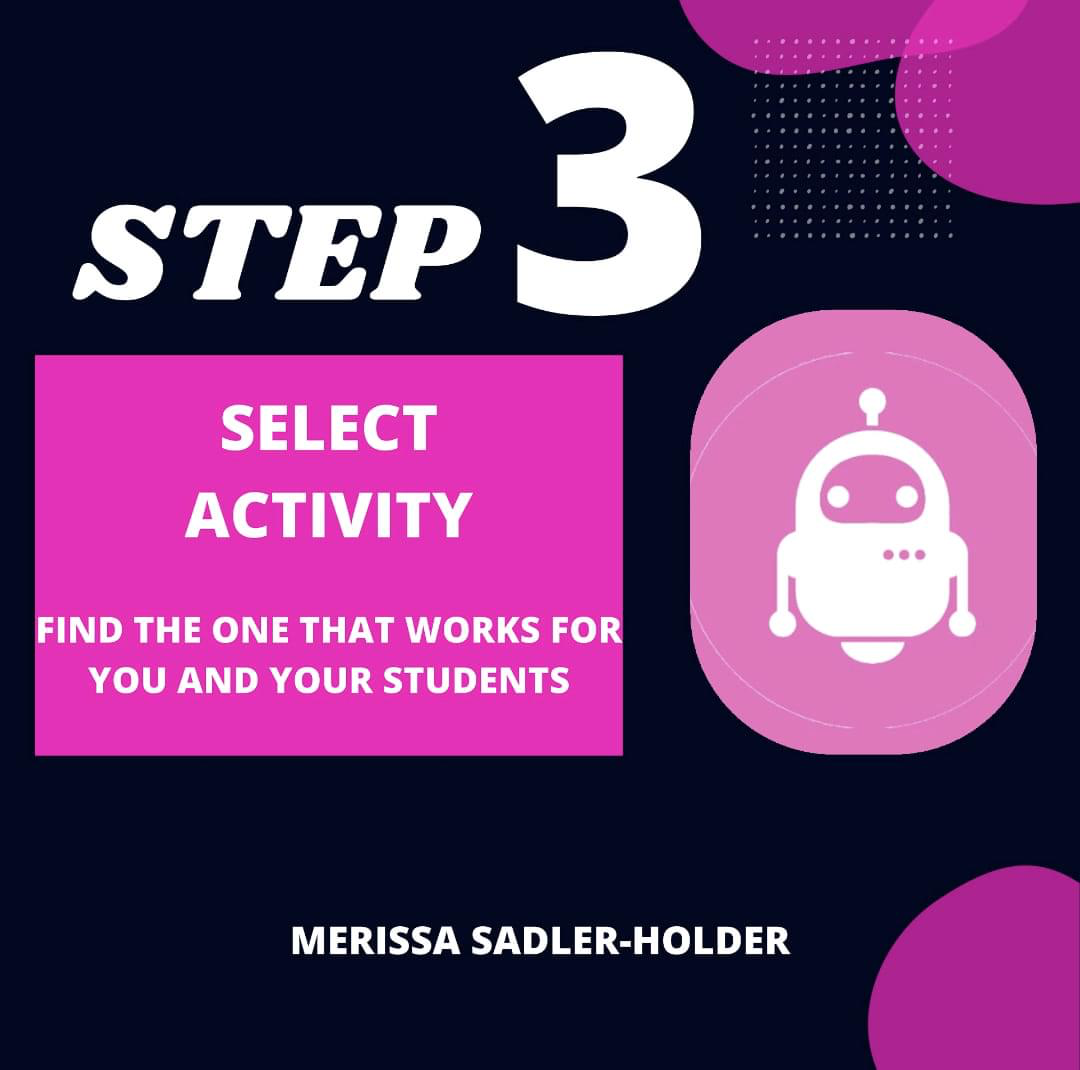 STEP 3
SELECT
ACTIVITY
FIND THE ONE THAT WORKS FOR
YOU AND YOUR STUDENTS
MERISSA SADLER-HOLDER